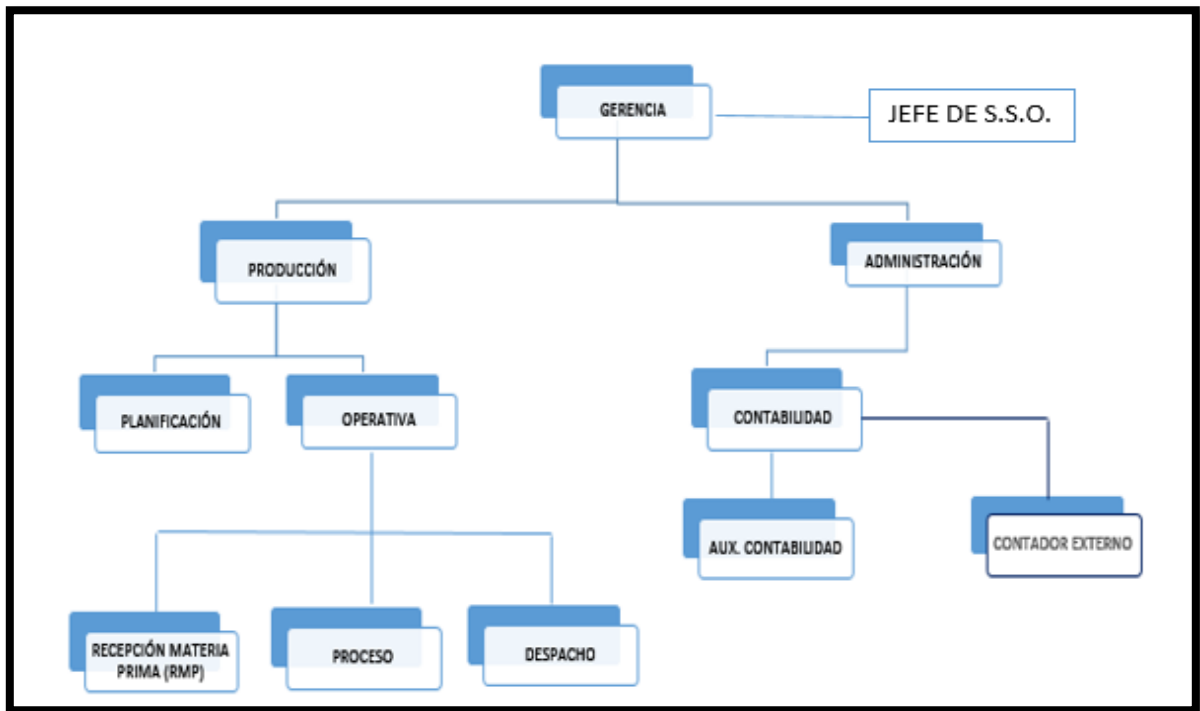 GERENCIA
JEFE DE S.S.O.
PRODUCCIÓN
ADMINISTRACIÓN
PLANIFICACIÓN
OPERATIVA
CONTABILIDAD
AUX. CONTABILIDAD
CONTADOR EXTERNO
RECEPCIÓN MATERIA
PRIMA (RMP)
PROCESO
DESPACHO